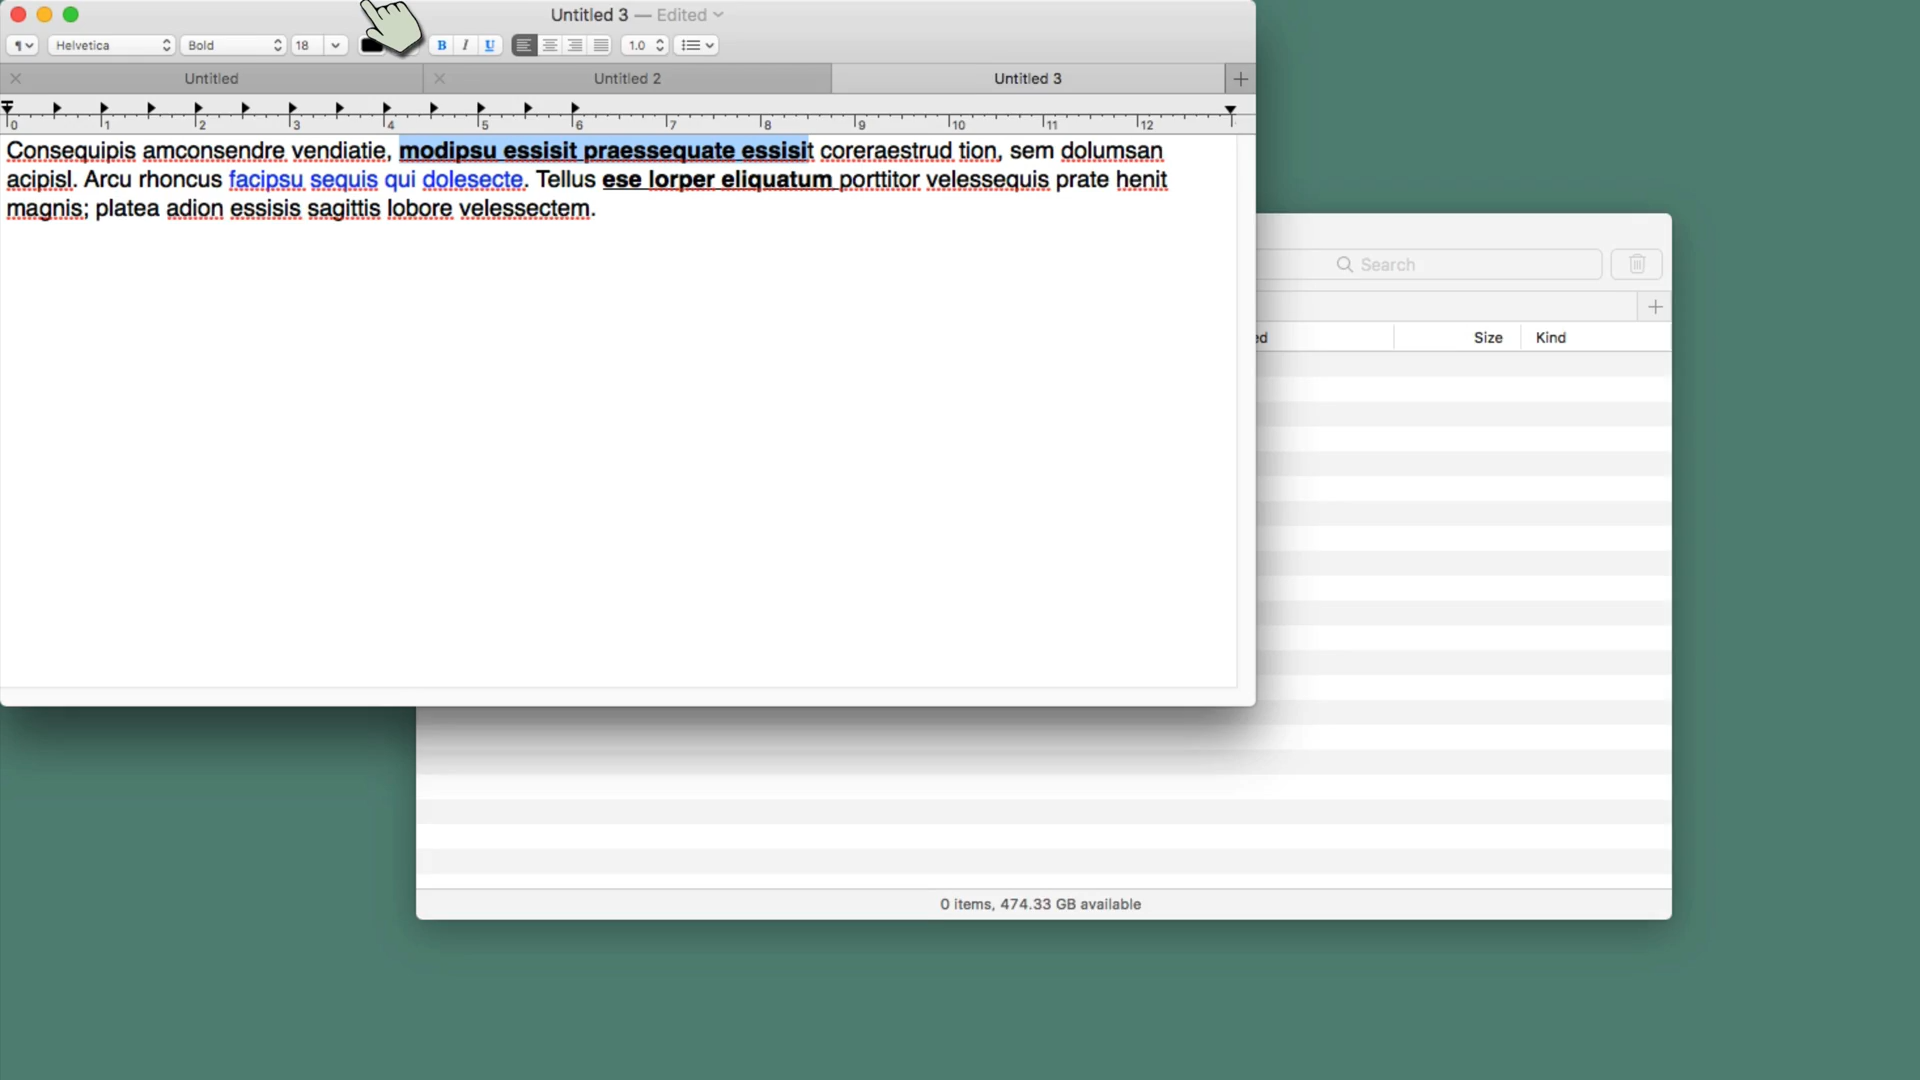 Untitled 3 — Edited
¶ Helvetica Bold 18 B I U 1.0
Untitled Untitled 2 Untitled 3
0 1 2 3 4 5 6 7 8 9 10 11 12
Consequipis amconsendre vendiatie, modipsu essisit praessequate essisit coreraestrud tion, sem dolumsan
acipisl. Arcu rhoncus facipsu sequis qui dolesecte. Tellus ese lorper eliquatum porttitor velessequis prate henit
magnis; platea adion essisis sagittis lobore velessectem.
Search
ed Size Kind
0 items, 474.33 GB available